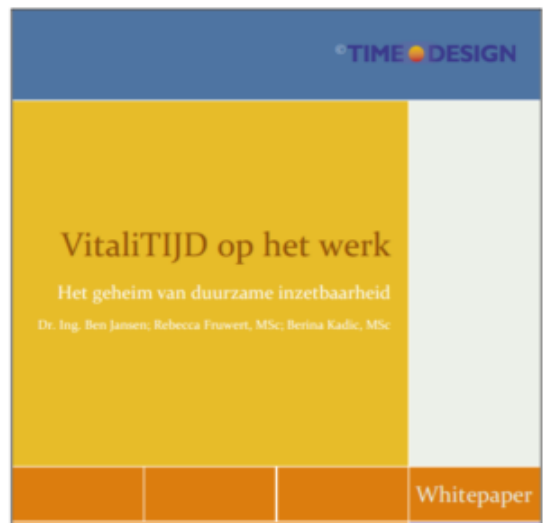 ©TIME DESIGN
VitaliTIJD op het werk
Het geheim van duurzame inzetbaarheid
Dr. Ing. Ben Jansen; Rebecca Fruwert, MSc; Berina Kadic, MSc
Whitepaper